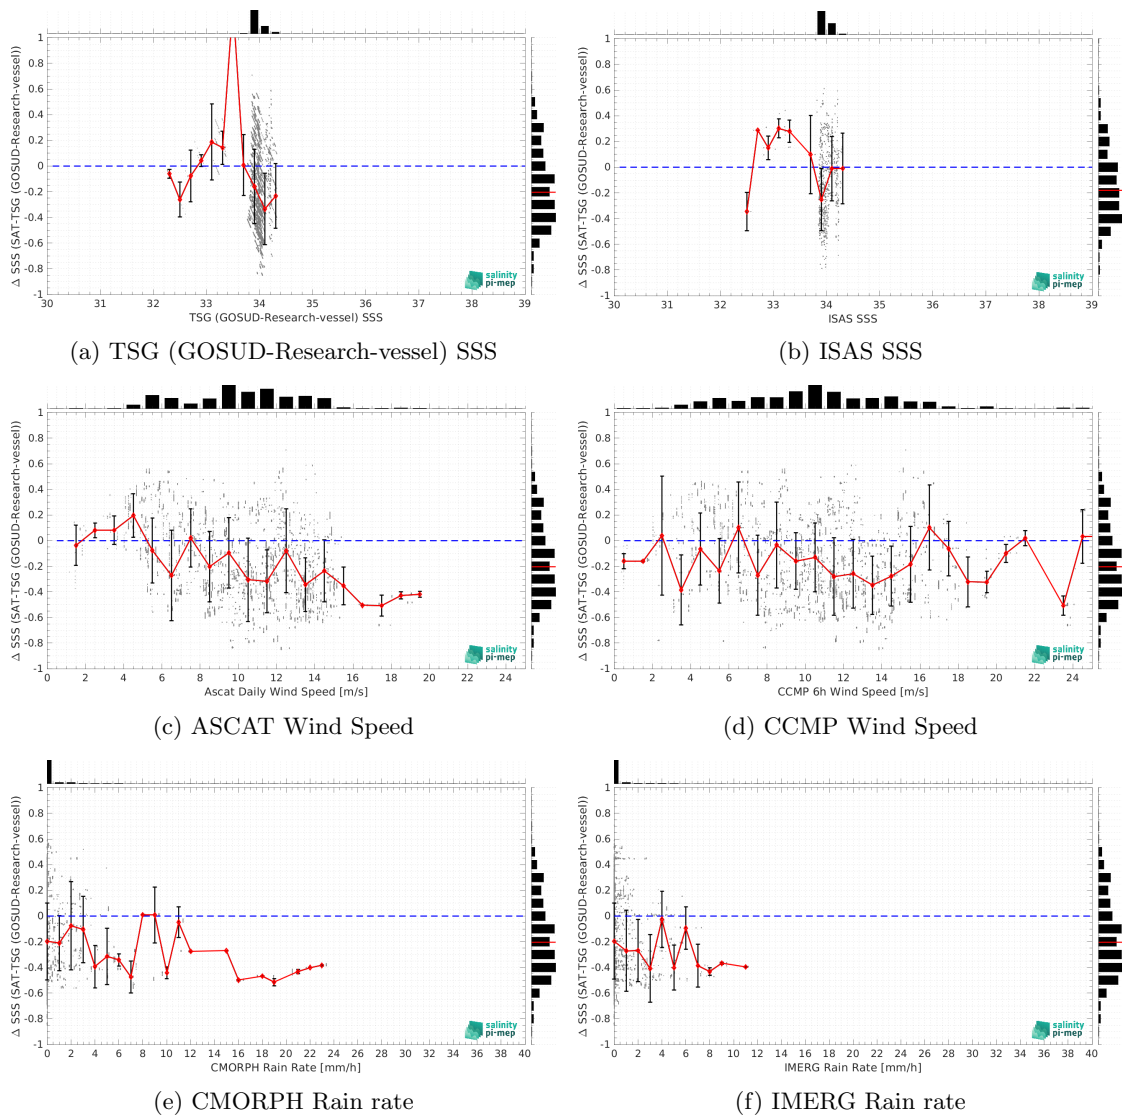 1
0.8
0.6
0.4
0.2
0
-0.2
-0.4
-0.6
-0.8
-1
Δ SSS (SAT-TSG (GOSUD-Research-vessel))
30 31 32 33 34 35 36 37 38 39
TSG (GOSUD-Research-vessel) SSS
salinity
pi-mep
(a) TSG (GOSUD-Research-vessel) SSS
1
0.8
0.6
0.4
0.2
0
-0.2
-0.4
-0.6
-0.8
-1
Δ SSS (SAT-TSG (GOSUD-Research-vessel))
30 31 32 33 34 35 36 37 38 39
ISAS SSS
salinity
pi-mep
(b) ISAS SSS
1
0.8
0.6
0.4
0.2
0
-0.2
-0.4
-0.6
-0.8
-1
Δ SSS (SAT-TSG (GOSUD-Research-vessel))
0 2 4 6 8 10 12 14 16 18 20 22 24
Ascat Daily Wind Speed [m/s]
salinity
pi-mep
(c) ASCAT Wind Speed
1
0.8
0.6
0.4
0.2
0
-0.2
-0.4
-0.6
-0.8
-1
Δ SSS (SAT-TSG (GOSUD-Research-vessel))
0 2 4 6 8 10 12 14 16 18 20 22 24
CCMP 6h Wind Speed [m/s]
salinity
pi-mep
(d) CCMP Wind Speed
1
0.8
0.6
0.4
0.2
0
-0.2
-0.4
-0.6
-0.8
-1
Δ SSS (SAT-TSG (GOSUD-Research-vessel))
0 2 4 6 8 10 12 14 16 18 20 22 24 26 28 30 32 34 36 38 40
CMORPH Rain Rate [mm/h]
salinity
pi-mep
(e) CMORPH Rain rate
1
0.8
0.6
0.4
0.2
0
-0.2
-0.4
-0.6
-0.8
-1
Δ SSS (SAT-TSG (GOSUD-Research-vessel))
0 2 4 6 8 10 12 14 16 18 20 22 24 26 28 30 32 34 36 38 40
IMERG Rain Rate [mm/h]
salinity
pi-mep
(f) IMERG Rain rate